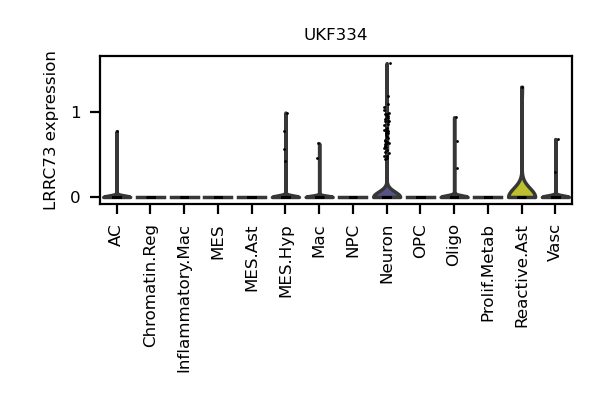 UKF334
LRRC73 expression
1
0
AC
Chromatin.Reg
Inflammatory.Mac
MES
MES.Ast
MES.Hyp
Mac
NPC
Neuron
OPC
Oligo
Prolif.Metab
Reactive.Ast
Vasc